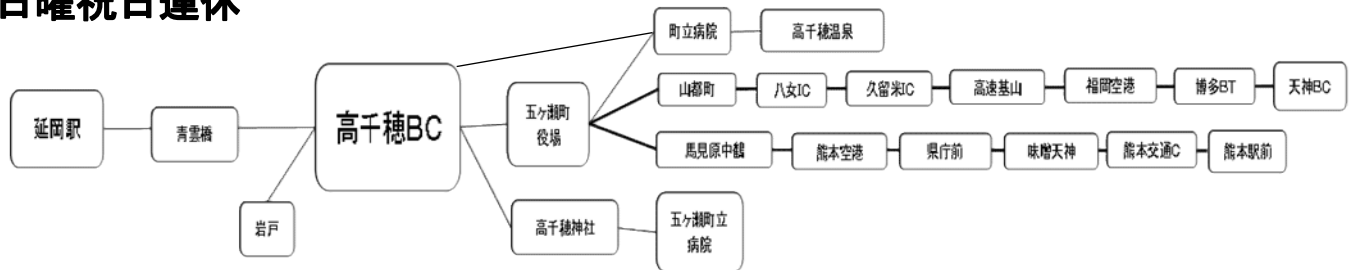 日曜祝日運休
延岡駅
青雲橋
岩戸
高千穂BC
五ヶ瀬町
役場
町立病院
高千穂温泉
山都町
八女IC
久留米IC
高速基山
福岡空港
博多BT
天神BC
馬見原中鶴
熊本空港
県庁前
味噌天神
熊本交通C
熊本駅前
高千穂神社
五ヶ瀬町立
病院